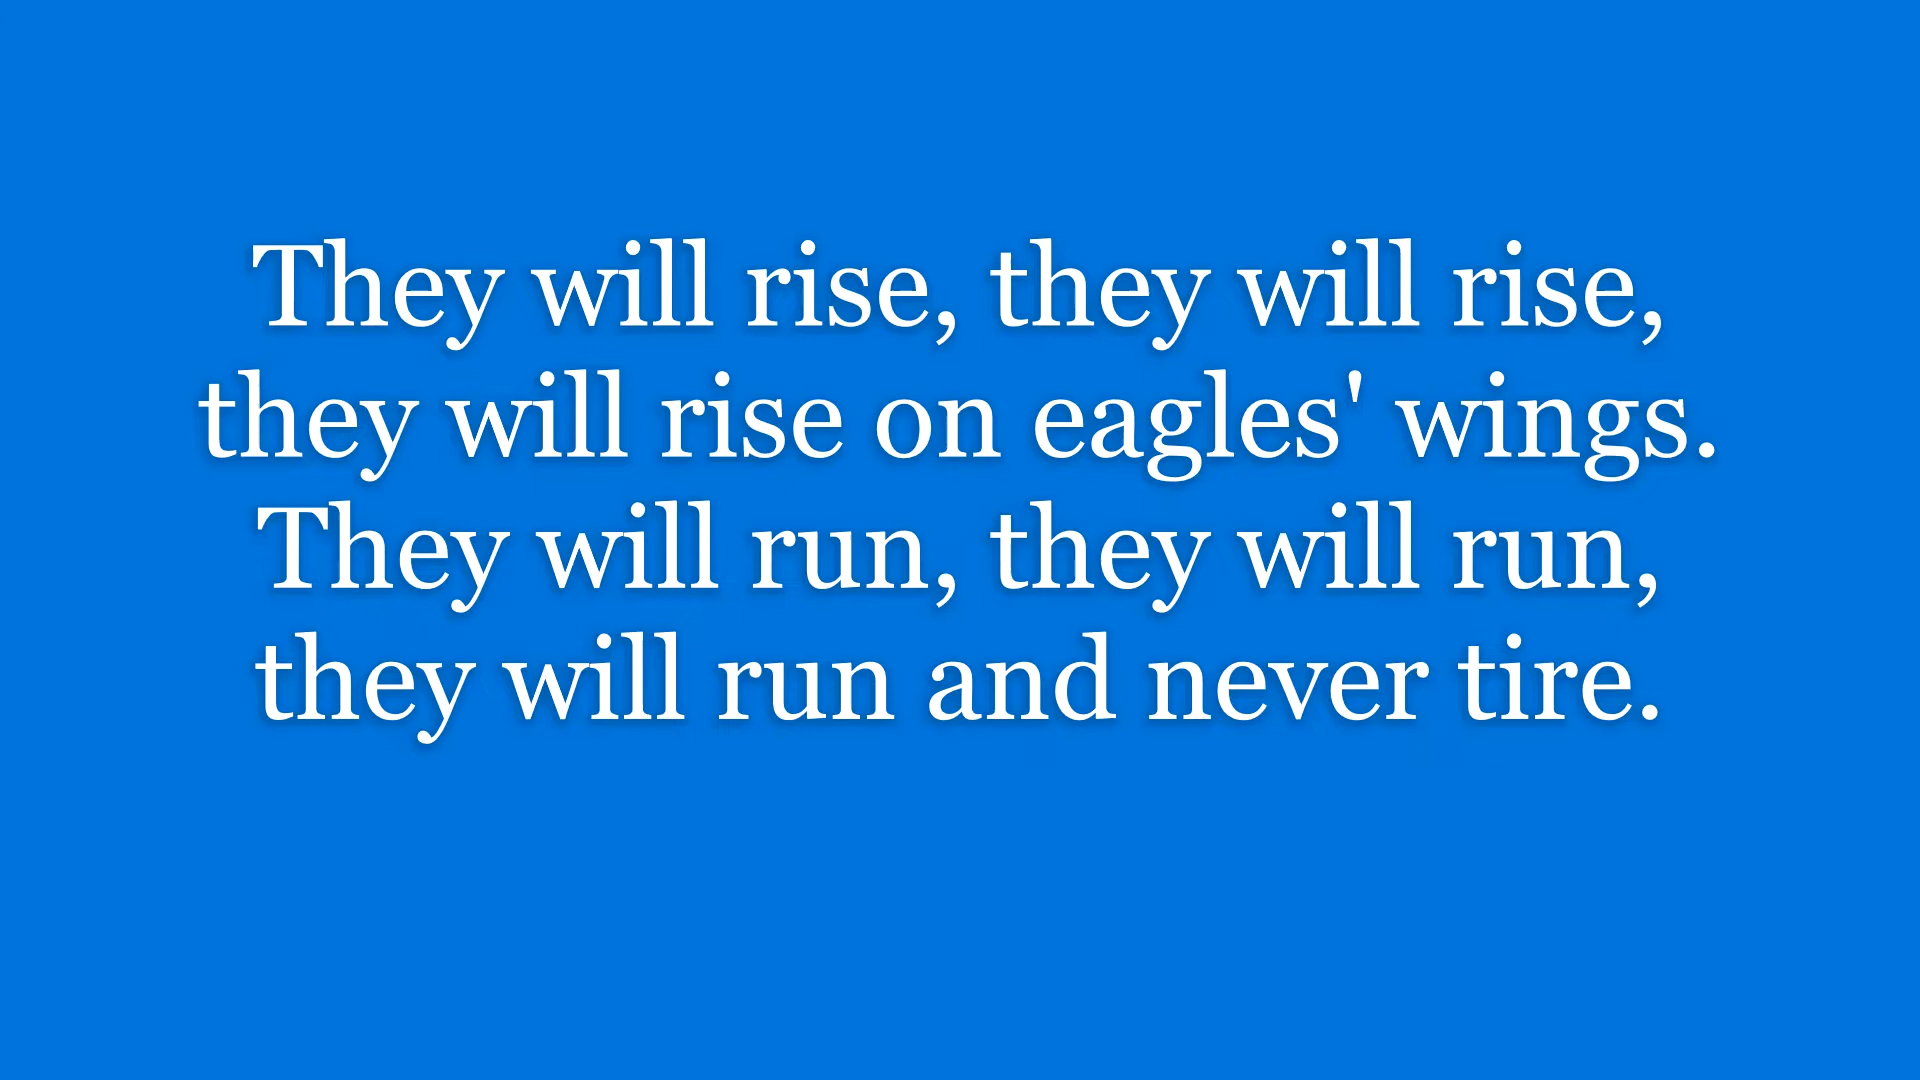 They will rise, they will rise,
they will rise on eagles' wings.
They will run, they will run,
they will run and never tire.